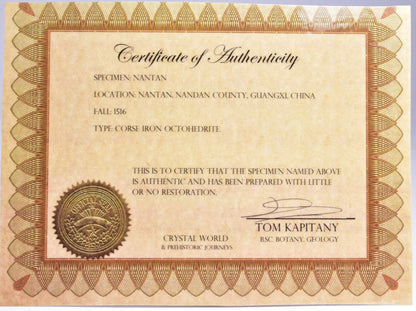 Certificate of Authenticity
SPECIMEN: NANTAN
LOCATION: NANTAN, NANDAN COUNTY, GUANGXI, CHINA
FALL: 1516
TYPE: CORSE IRON OCTOHEDRITE.
THIS IS TO CERTIFY THAT THE SPECIMEN NAMED ABOVE
IS AUTHENTIC AND HAS BEEN PREPARED WITH LITTLE
OR NO RESTORATION.
TOM KAPITANY
BSC. BOTANY, GEOLOGY
CRYSTAL WORLD
& PREHISTORIC JOURNEYS